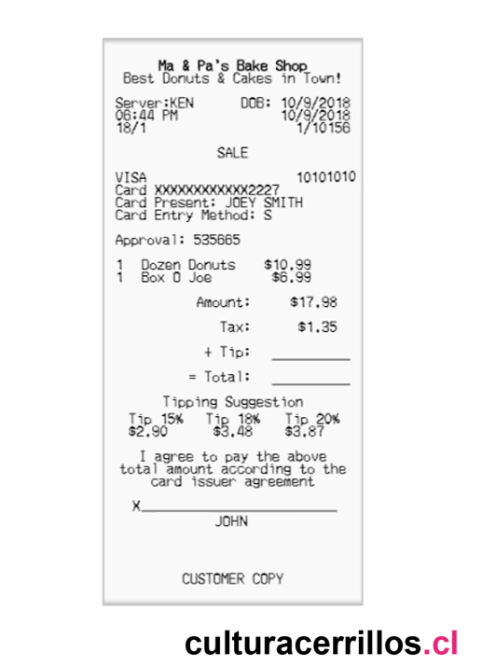 Ma & Pa's Bake Shop
Best Donuts & Cakes in Town!
Server:KEN DOB: 10/9/2018
06:44 PM 10/9/2018
18/1 1/10156
SALE
VISA 10101010
Card XXXXXXXXXXXX2227
Card Present: JOEY SMITH
Card Entry Method: S
Approval: 535665
1 Dozen Donuts $10.99
1 Box O Joe $6.99
Amount: $17.98
Tax: $1.35
+ Tip: ________
= Total: ________
Tipping Suggestion
Tip 15% Tip 18% Tip 20%
$2.90 $3.48 $3.87
I agree to pay the above
total amount according to the
card issuer agreement
X____________________
JOHN
CUSTOMER COPY
culturacerrillos.cl